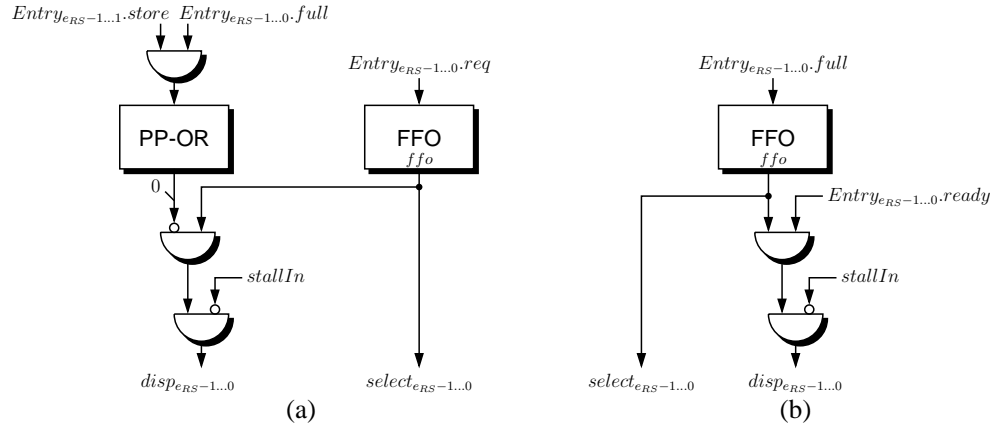 Entry_{e_{RS}-1...1}.store Entry_{e_{RS}-1...0}.full
Entry_{e_{RS}-1...0}.req
Entry_{e_{RS}-1...0}.full
PP-OR
FFO
ffo
FFO
ffo
0
Entry_{e_{RS}-1...0}.ready
stallIn
stallIn
disp_{e_{RS}-1...0}
select_{e_{RS}-1...0}
select_{e_{RS}-1...0}
disp_{e_{RS}-1...0}
(a)
(b)